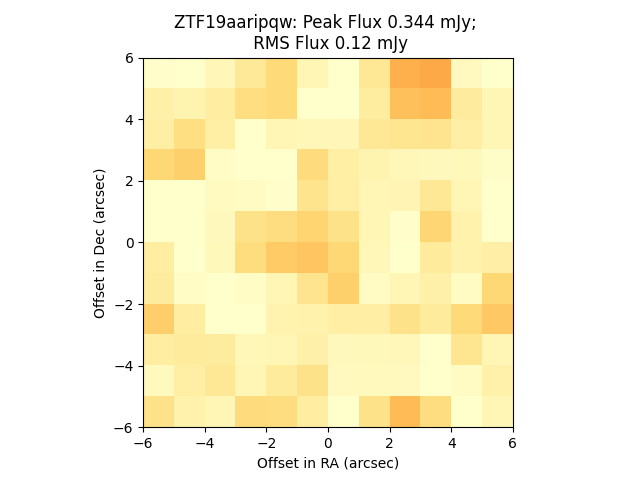 ZTF19aaripqw: Peak Flux 0.344 mJy;
RMS Flux 0.12 mJy
6
4
2
0
−2
−4
−6
Offset in Dec (arcsec)
−6 −4 −2 0 2 4 6
Offset in RA (arcsec)